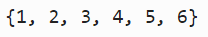 {1, 2, 3, 4, 5, 6}